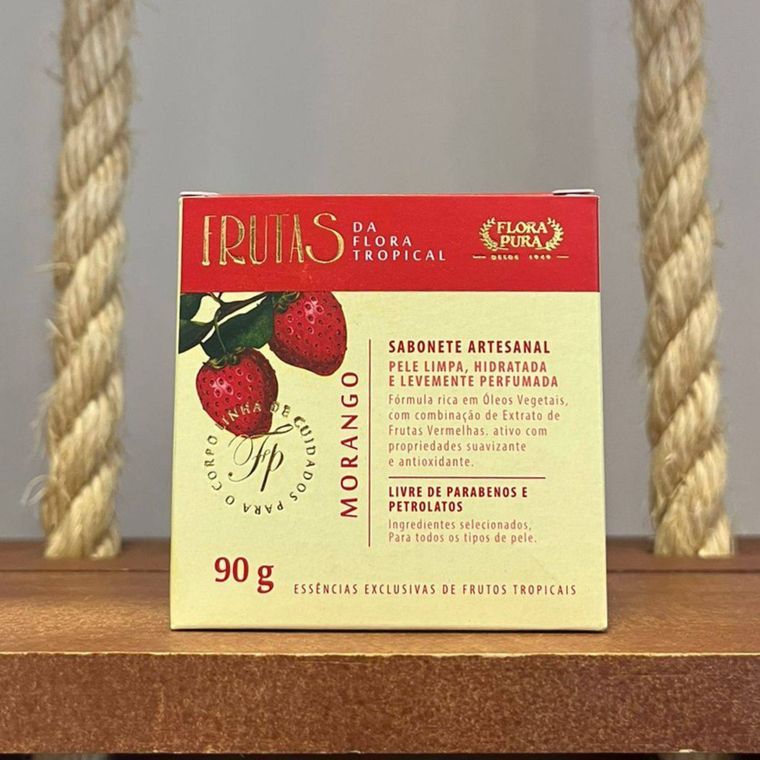 FRUTAS
DA
FLORA
TROPICAL
FLORA
PURA
DESDE 1949
MORANGO
SABONETE ARTESANAL
PELE LIMPA, HIDRATADA
E LEVEMENTE PERFUMADA
Fórmula rica em Óleos Vegetais,
com combinação de Extrato de
Frutas Vermelhas, ativo com
propriedades suavizante
e antioxidante.
LIVRE DE PARABENOS E
PETROLATOS
Ingredientes selecionados,
Para todos os tipos de pele.
LINHA DE CUIDADOS PARA O CORPO
Fp
90 g
ESSÊNCIAS EXCLUSIVAS DE FRUTOS TROPICAIS